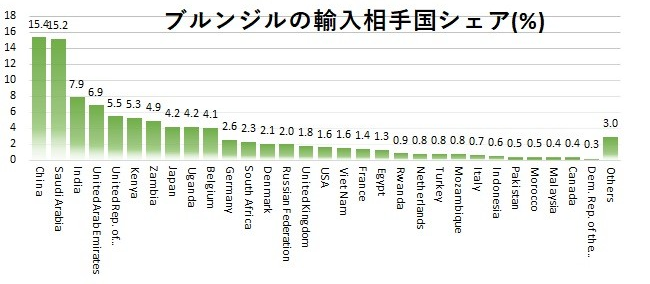 ブルンジルの輸入相手国シェア(%)
18
16
14
12
10
8
6
4
2
0
15.4 15.2 7.9 6.9 5.5 5.3 4.9 4.2 4.2 4.1 2.6 2.3 2.1 2.0 1.8 1.6 1.6 1.4 1.3 0.9 0.8 0.8 0.8 0.7 0.6 0.5 0.5 0.4 0.4 0.3 3.0
China
Saudi Arabia
India
United Arab Emirates
United Rep. of…
Kenya
Zambia
Japan
Uganda
Belgium
Germany
South Africa
Denmark
Russian Federation
United Kingdom
USA
Viet Nam
France
Egypt
Rwanda
Netherlands
Turkey
Mozambique
Italy
Indonesia
Pakistan
Morocco
Malaysia
Canada
Dem. Rep. of the…
Others